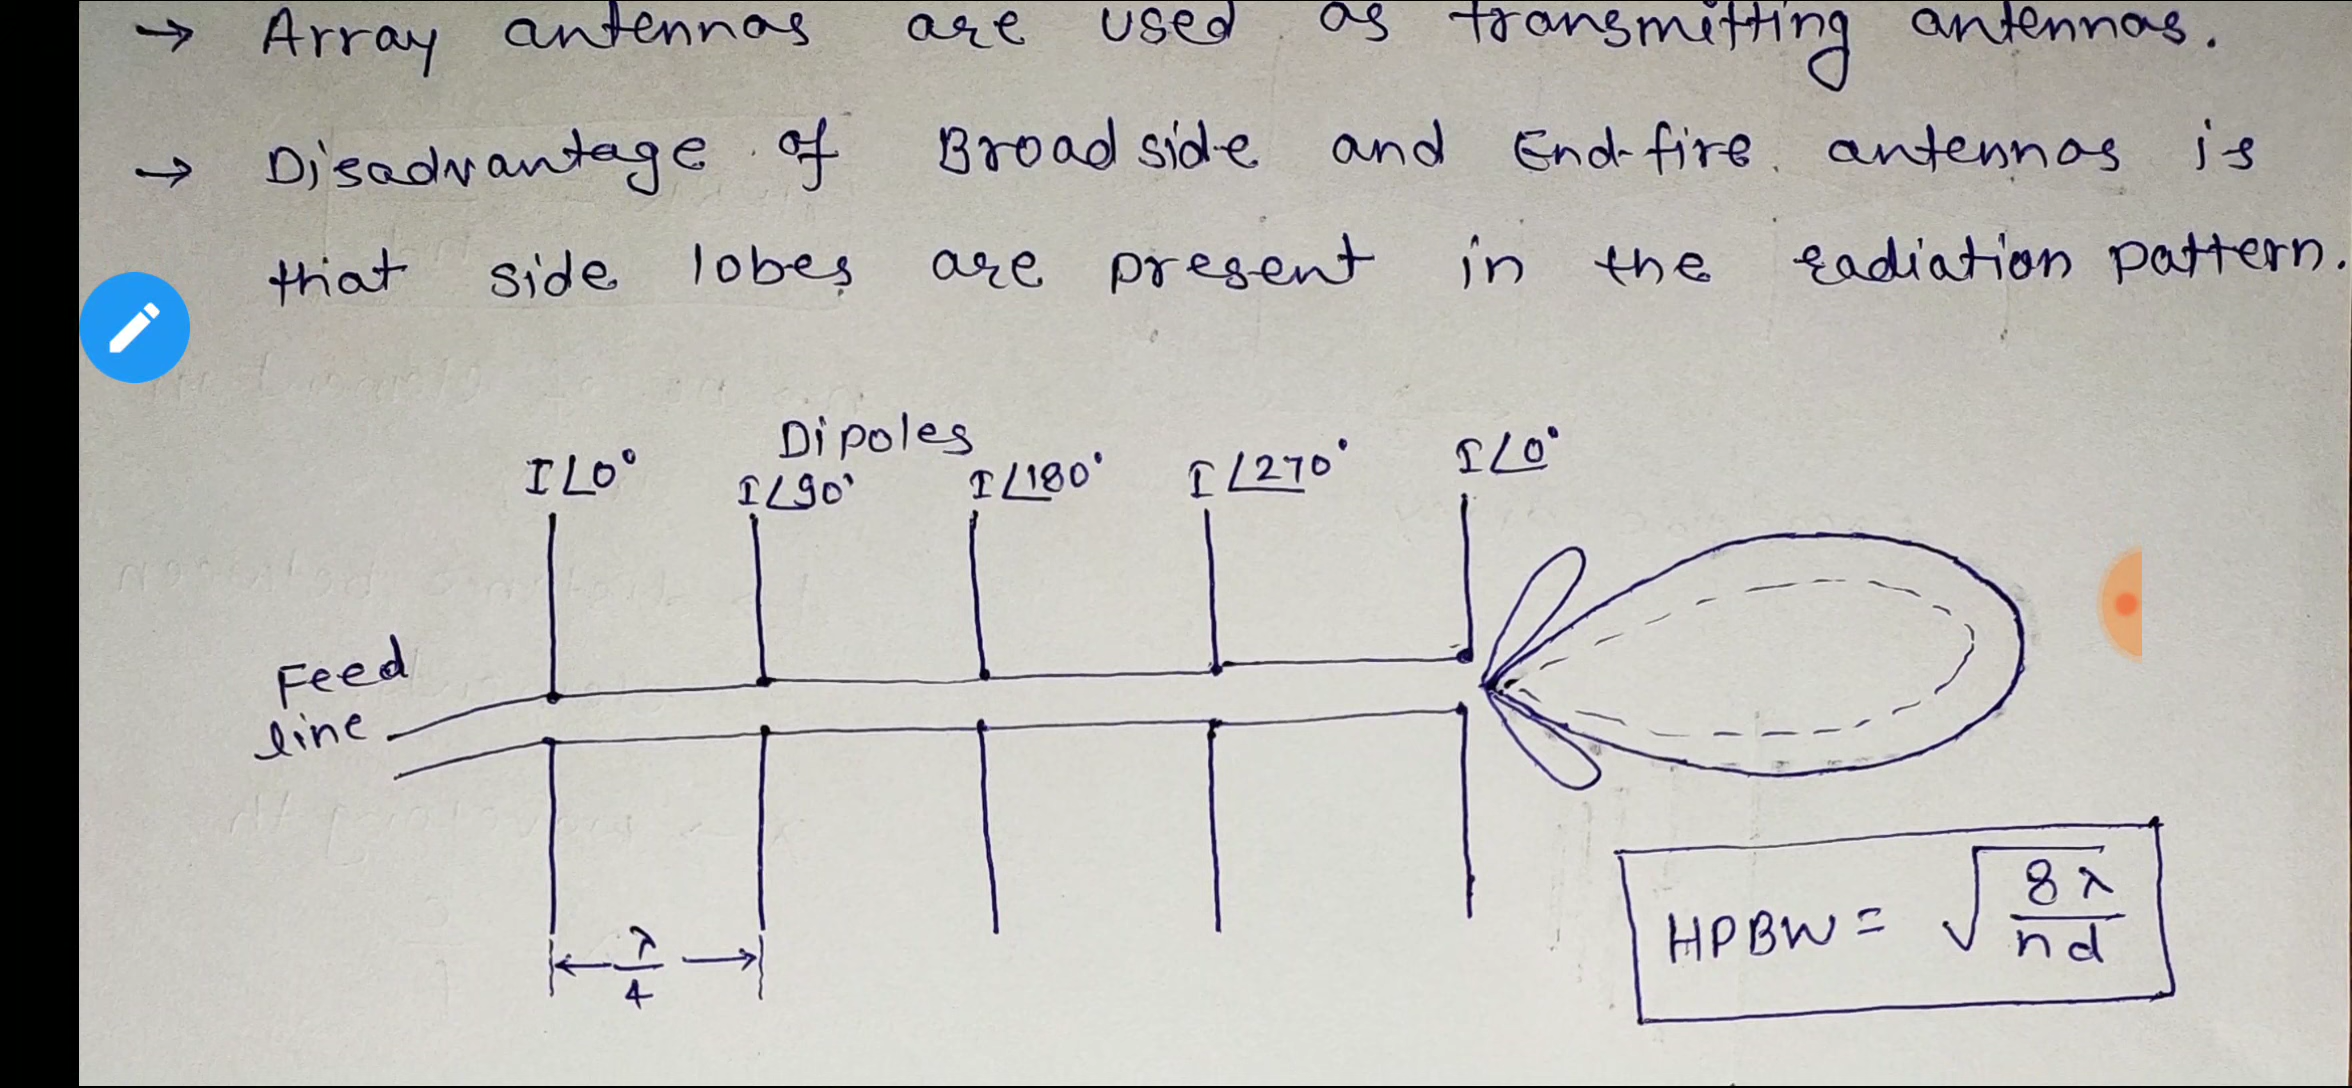 → Array antennas are used as transmitting antennas.
→ Disadvantage of Broad side and End-fire antennas is
that side lobes are present in the radiation pattern.
Dipoles
I∠0° I∠90° I∠180° I∠270° I∠0°
Feed
line
λ/4
HPBW = √(8λ/nd)